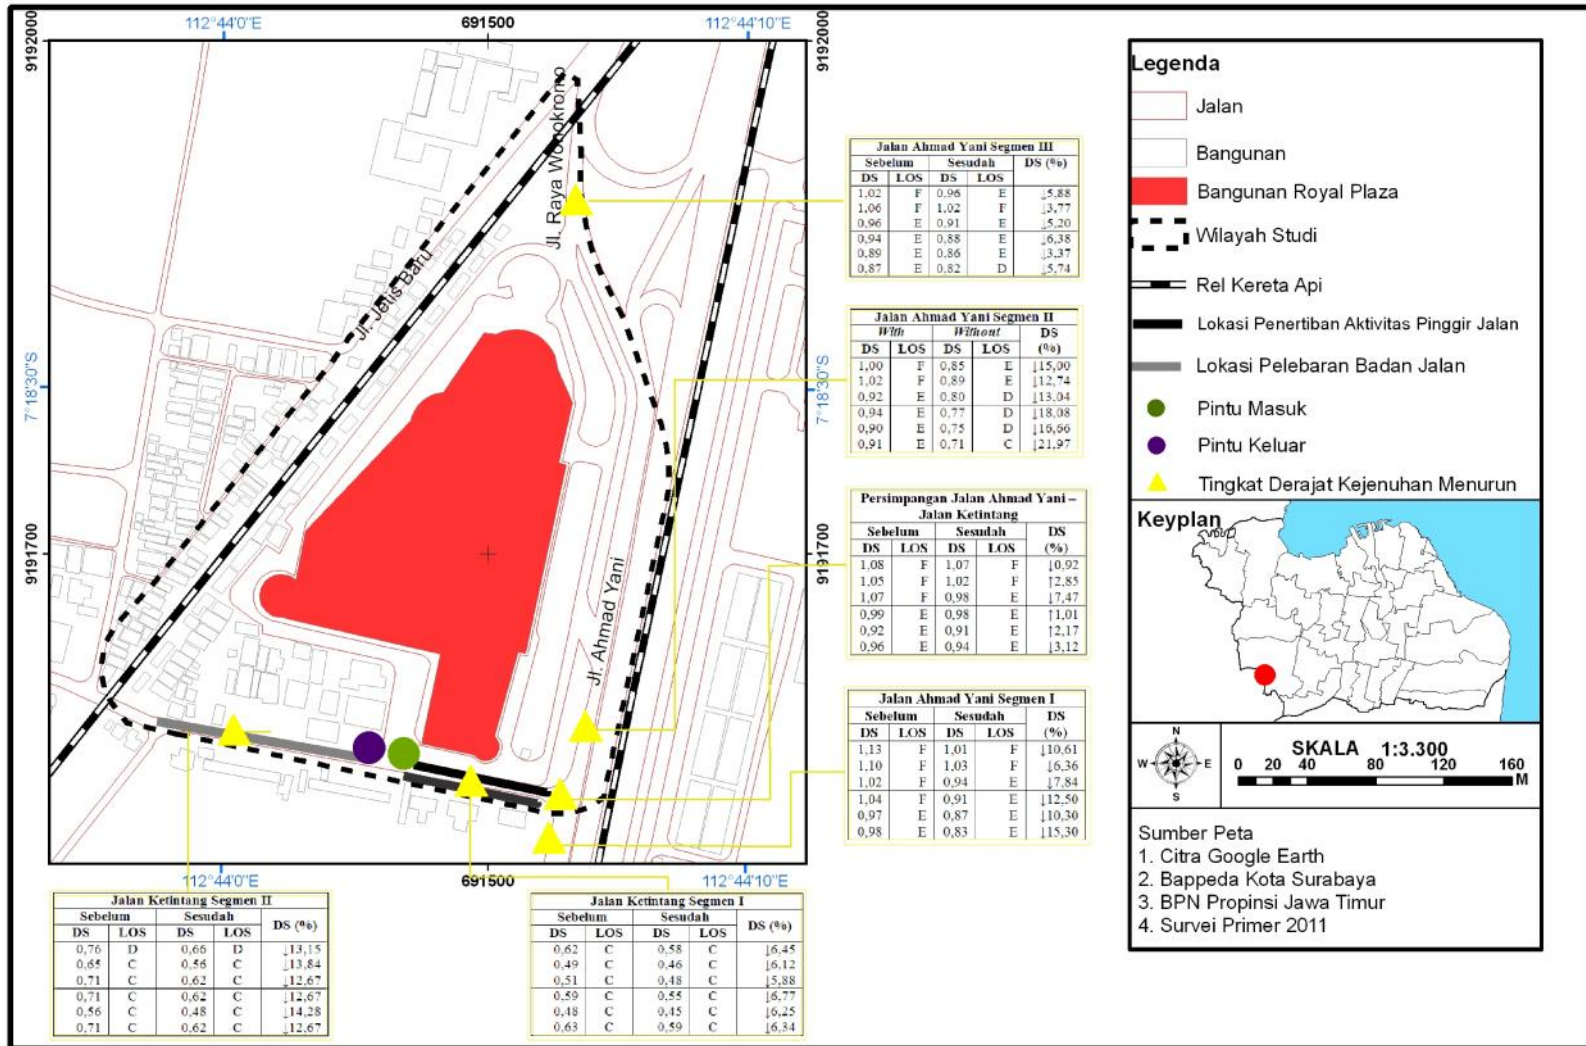 112°44'0"E 691500 112°44'10"E
9192000 9192000
7°18'30"S 7°18'30"S
9191700 9191700
112°44'0"E 691500 112°44'10"E
Jl. Raya Wonokromo
Jl. Jetis Baru
Jl. Ahmad Yani
Jalan Ahmad Yani Segmen III
Sebelum Sesudah DS (%)
DS LOS DS LOS
1,02 F 0,96 E ↓5,88
1,06 F 1,02 F ↓3,77
0,96 E 0,91 E ↓5,20
0,94 E 0,88 E ↓6,38
0,89 E 0,86 E ↓3,37
0,87 E 0,82 D ↓5,74
Jalan Ahmad Yani Segmen II
With Without DS
DS LOS DS LOS (%)
1,00 F 0,85 E ↓15,00
1,02 F 0,89 E ↓12,74
0,92 E 0,80 D ↓13,04
0,94 E 0,77 D ↓18,08
0,90 E 0,75 D ↓16,66
0,91 E 0,71 C ↓21,97
Persimpangan Jalan Ahmad Yani –
Jalan Ketintang
Sebelum Sesudah DS
DS LOS DS LOS (%)
1,08 F 1,07 F ↓0,92
1,05 F 1,02 F ↑2,85
1,07 F 0,98 E ↓7,47
0,99 E 0,98 E ↑1,01
0,92 E 0,91 E ↑2,17
0,96 E 0,94 E ↓3,12
Jalan Ahmad Yani Segmen I
Sebelum Sesudah DS
DS LOS DS LOS (%)
1,13 F 1,01 F ↓10,61
1,10 F 1,03 F ↓6,36
1,02 F 0,94 E ↓7,84
1,04 F 0,91 E ↓12,50
0,97 E 0,87 E ↓10,30
0,98 E 0,83 E ↓15,30
Jalan Ketintang Segmen II
Sebelum Sesudah DS (%)
DS LOS DS LOS
0,76 D 0,66 D ↓13,15
0,65 C 0,56 C ↓13,84
0,71 C 0,62 C ↓12,67
0,71 C 0,62 C ↓12,67
0,56 C 0,48 C ↓14,28
0,71 C 0,62 C ↓12,67
Jalan Ketintang Segmen I
Sebelum Sesudah DS (%)
DS LOS DS LOS
0,62 C 0,58 C ↓6,45
0,49 C 0,46 C ↓6,12
0,51 C 0,48 C ↓5,88
0,59 C 0,55 C ↓6,77
0,48 C 0,45 C ↓6,25
0,63 C 0,59 C ↓6,34
Legenda
Jalan
Bangunan
Bangunan Royal Plaza
Wilayah Studi
Rel Kereta Api
Lokasi Penertiban Aktivitas Pinggir Jalan
Lokasi Pelebaran Badan Jalan
Pintu Masuk
Pintu Keluar
Tingkat Derajat Kejenuhan Menurun
Keyplan
N
W E
S
SKALA 1:3.300
0 20 40 80 120 160
M
Sumber Peta
1. Citra Google Earth
2. Bappeda Kota Surabaya
3. BPN Propinsi Jawa Timur
4. Survei Primer 2011